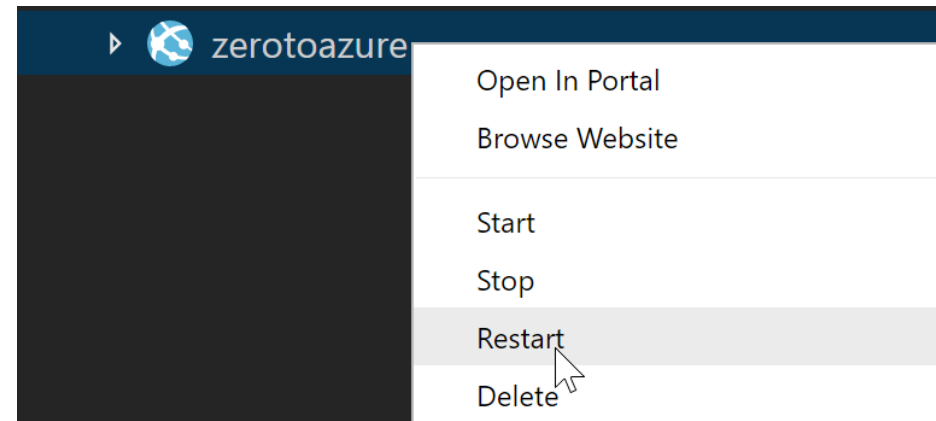 zerotoazure
Open In Portal
Browse Website
Start
Stop
Restart
Delete